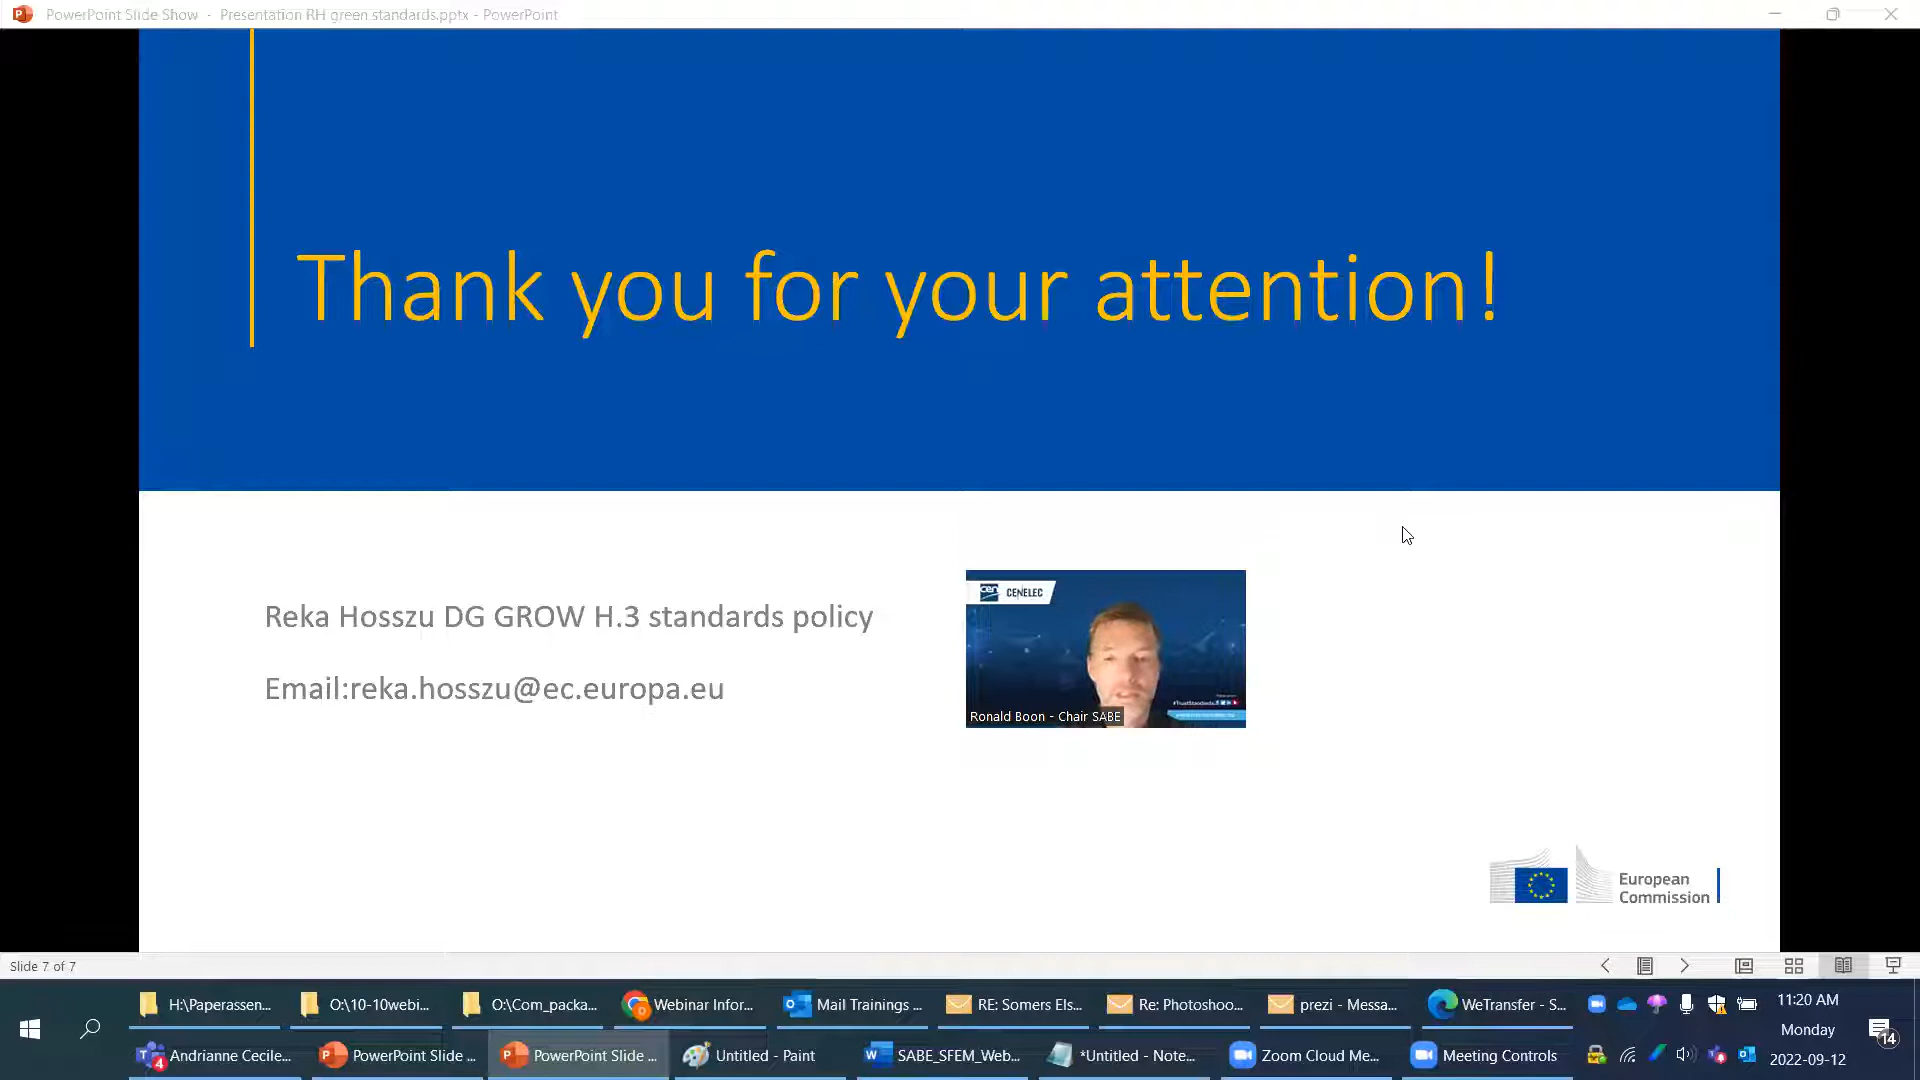 PowerPoint Slide Show - Presentation RH green standards.pptx - PowerPoint
Thank you for your attention!
Reka Hosszu DG GROW H.3 standards policy
Email:reka.hosszu@ec.europa.eu
cen CENELEC
Ronald Boon - Chair SABE
European
Commission
Slide 7 of 7
H:\Paperassen...
O:\10-10webi...
O:\Com_packa...
Webinar Infor...
Mail Trainings ...
RE: Somers Els...
Re: Photoshoo...
prezi - Messa...
WeTransfer - S...
11:20 AM
Monday
2022-09-12
14
4
Andrianne Cecile...
PowerPoint Slide ...
PowerPoint Slide ...
Untitled - Paint
SABE_SFEM_Web...
*Untitled - Note...
Zoom Cloud Me...
Meeting Controls